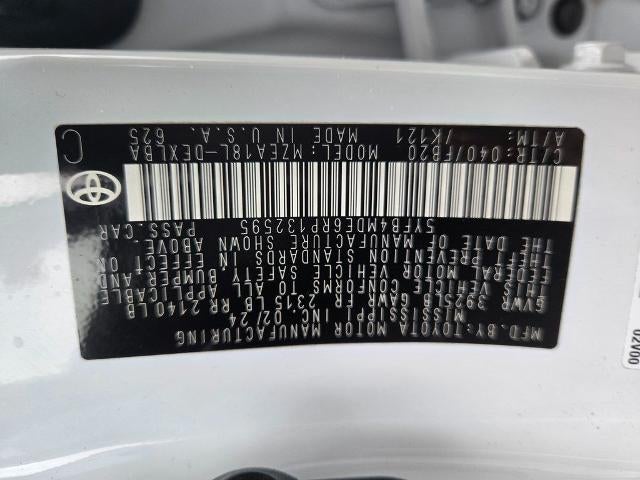 MFD. BY: TOYOTA MOTOR MANUFACTURING
MISSISSIPPI INC. 02/24
GVWR 3925LB GAWR FR 2315LB RR 2140LB
THIS VEHICLE CONFORMS TO ALL APPLICABLE
FEDERAL MOTOR VEHICLE SAFETY BUMPER,AND
THEFT PREVENTION STANDARDS IN EFFECT ON
THE DATE OF MANUFACTURE SHOWN ABOVE.
5YFB4MDE6RP132595 PASS.CAR
C/TR: 040/FB20 MODEL: MZEA18L-DEXLBA
A/TM: /K121 MADE IN U.S.A. 625
C